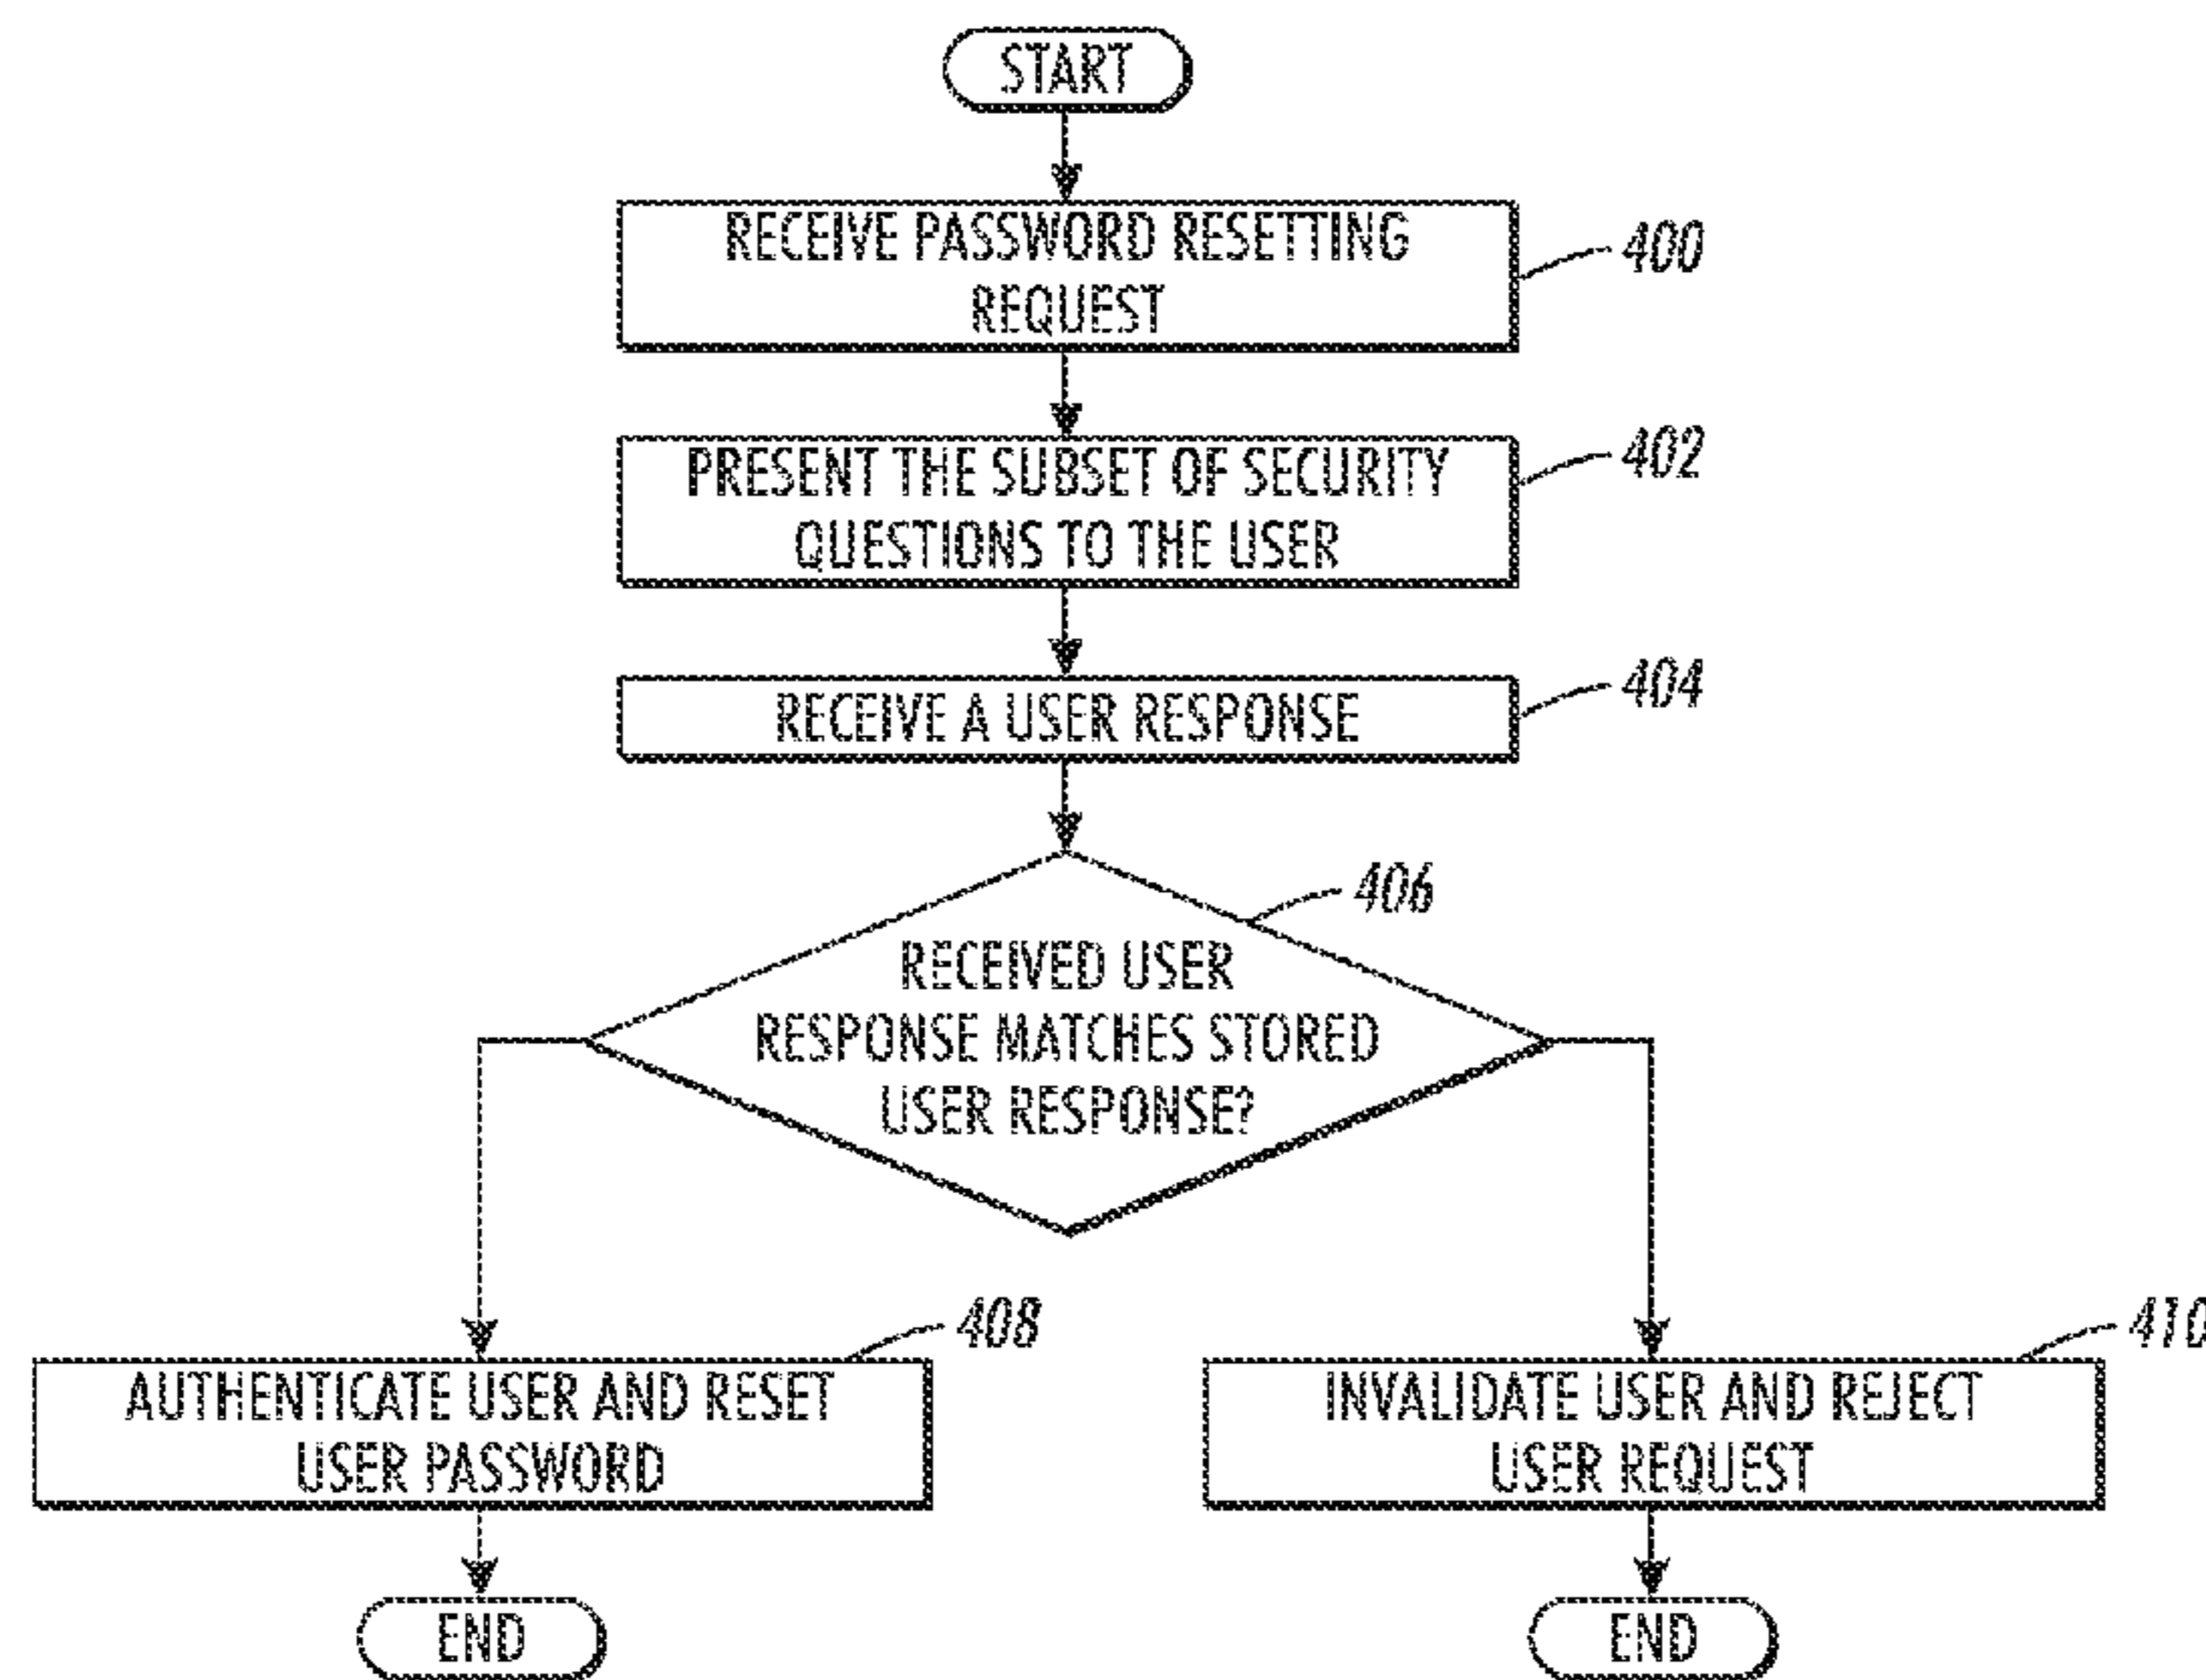 START
RECEIVE PASSWORD RESETTING
REQUEST
400
PRESENT THE SUBSET OF SECURITY
QUESTIONS TO THE USER
402
RECEIVE A USER RESPONSE
404
406
RECEIVED USER
RESPONSE MATCHES STORED
USER RESPONSE?
408
AUTHENTICATE USER AND RESET
USER PASSWORD
410
INVALIDATE USER AND REJECT
USER REQUEST
END
END